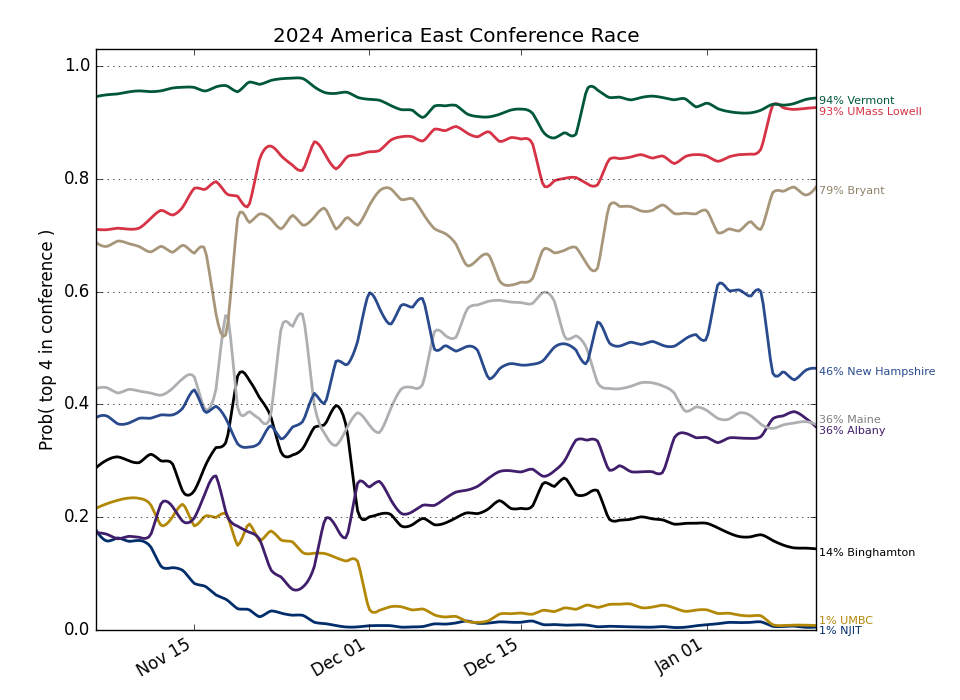 2024 America East Conference Race
Prob( top 4 in conference )
1.0
0.8
0.6
0.4
0.2
0.0
Nov 15
Dec 01
Dec 15
Jan 01
94% Vermont
93% UMass Lowell
79% Bryant
46% New Hampshire
36% Maine
36% Albany
14% Binghamton
1% UMBC
1% NJIT